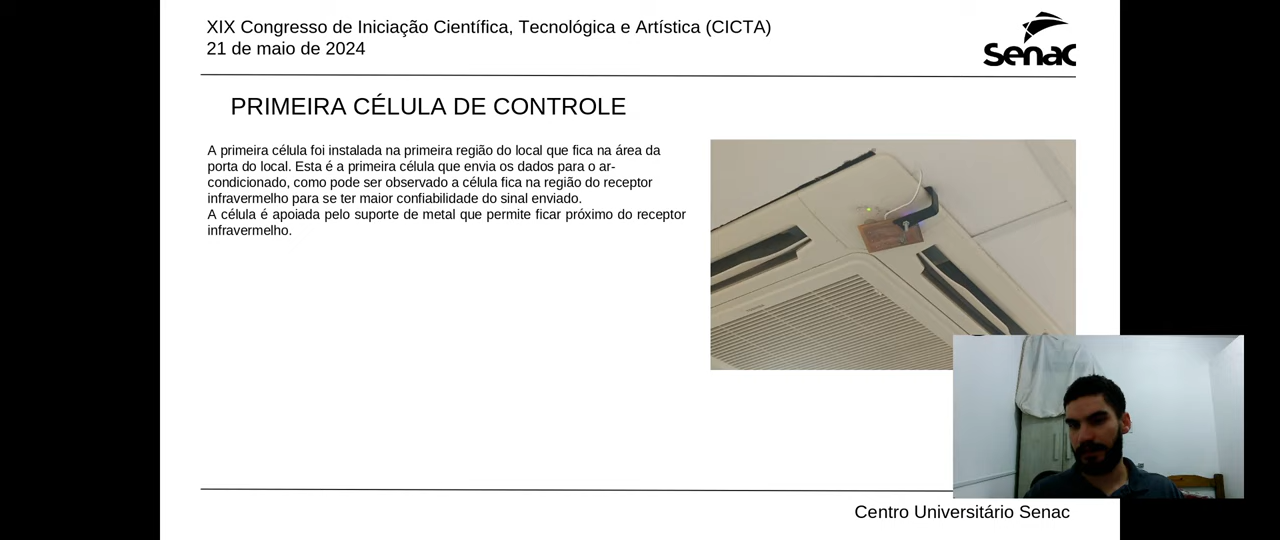 XIX Congresso de Iniciação Científica, Tecnológica e Artística (CICTA)
21 de maio de 2024
Senac
PRIMEIRA CÉLULA DE CONTROLE
A primeira célula foi instalada na primeira região do local que fica na área da
porta do local. Esta é a primeira célula que envia os dados para o ar-
condicionado, como pode ser observado a célula fica na região do receptor
infravermelho para se ter maior confiabilidade do sinal enviado.
A célula é apoiada pelo suporte de metal que permite ficar próximo do receptor
infravermelho.
Centro Universitário Senac